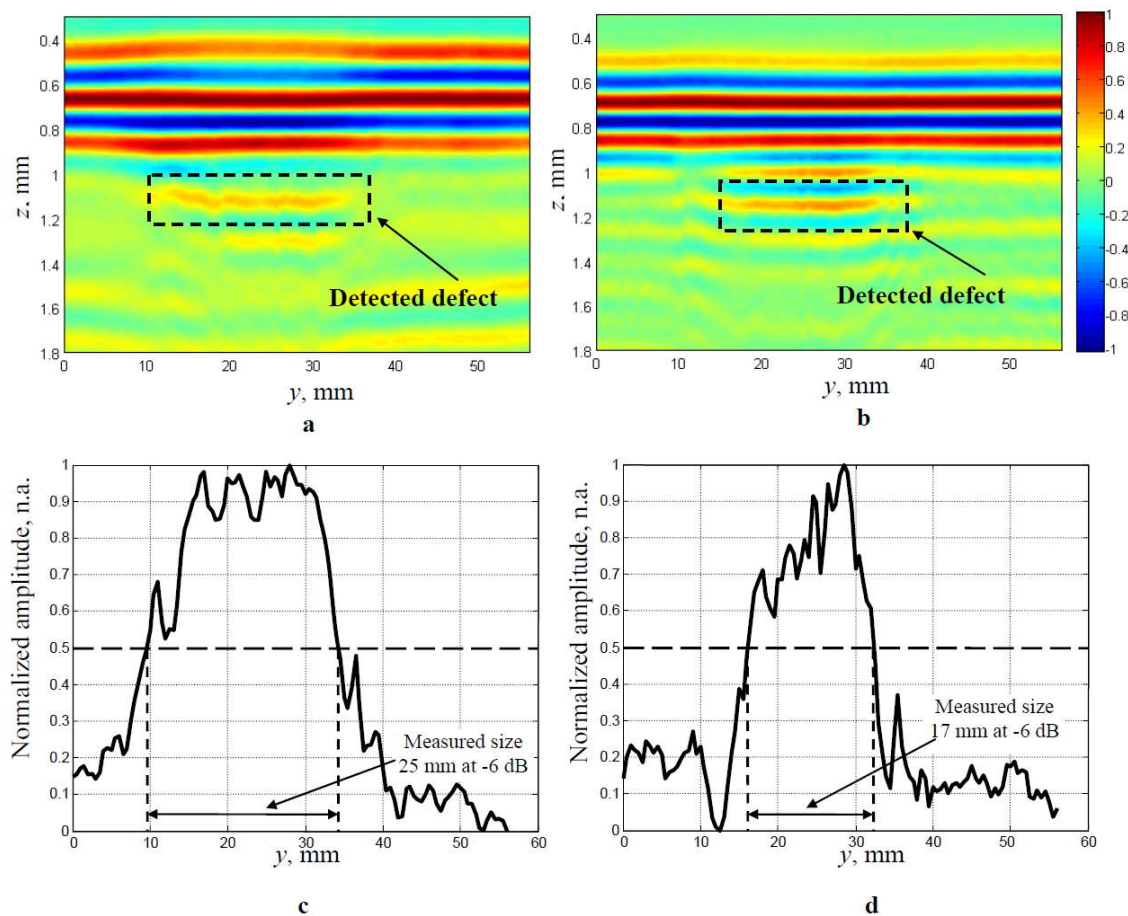 0.4
0.6
0.8
1
1.2
1.4
1.6
1.8
z, mm
0 10 20 30 40 50
y, mm
Detected defect
a
0.4
0.6
0.8
1
1.2
1.4
1.6
1.8
z, mm
0 10 20 30 40 50
y, mm
Detected defect
b
1
0.8
0.6
0.4
0.2
0
-0.2
-0.4
-0.6
-0.8
-1
1
0.9
0.8
0.7
0.6
0.5
0.4
0.3
0.2
0.1
0
Normalized amplitude, n.a.
Measured size
25 mm at -6 dB
0 10 20 30 40 50 60
y, mm
c
1
0.9
0.8
0.7
0.6
0.5
0.4
0.3
0.2
0.1
0
Normalized amplitude, n.a.
Measured size
17 mm at -6 dB
0 10 20 30 40 50 60
y, mm
d